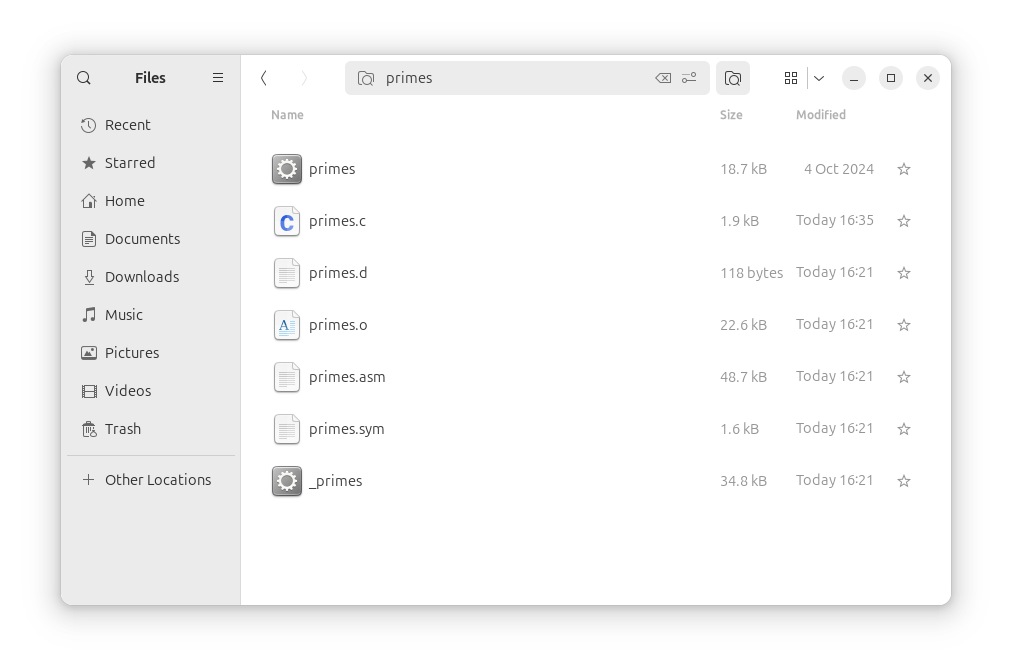 Files
primes
Name Size Modified
Recent
Starred
Home
Documents
Downloads
Music
Pictures
Videos
Trash
Other Locations
primes 18.7 kB 4 Oct 2024
primes.c 1.9 kB Today 16:35
primes.d 118 bytes Today 16:21
primes.o 22.6 kB Today 16:21
primes.asm 48.7 kB Today 16:21
primes.sym 1.6 kB Today 16:21
_primes 34.8 kB Today 16:21